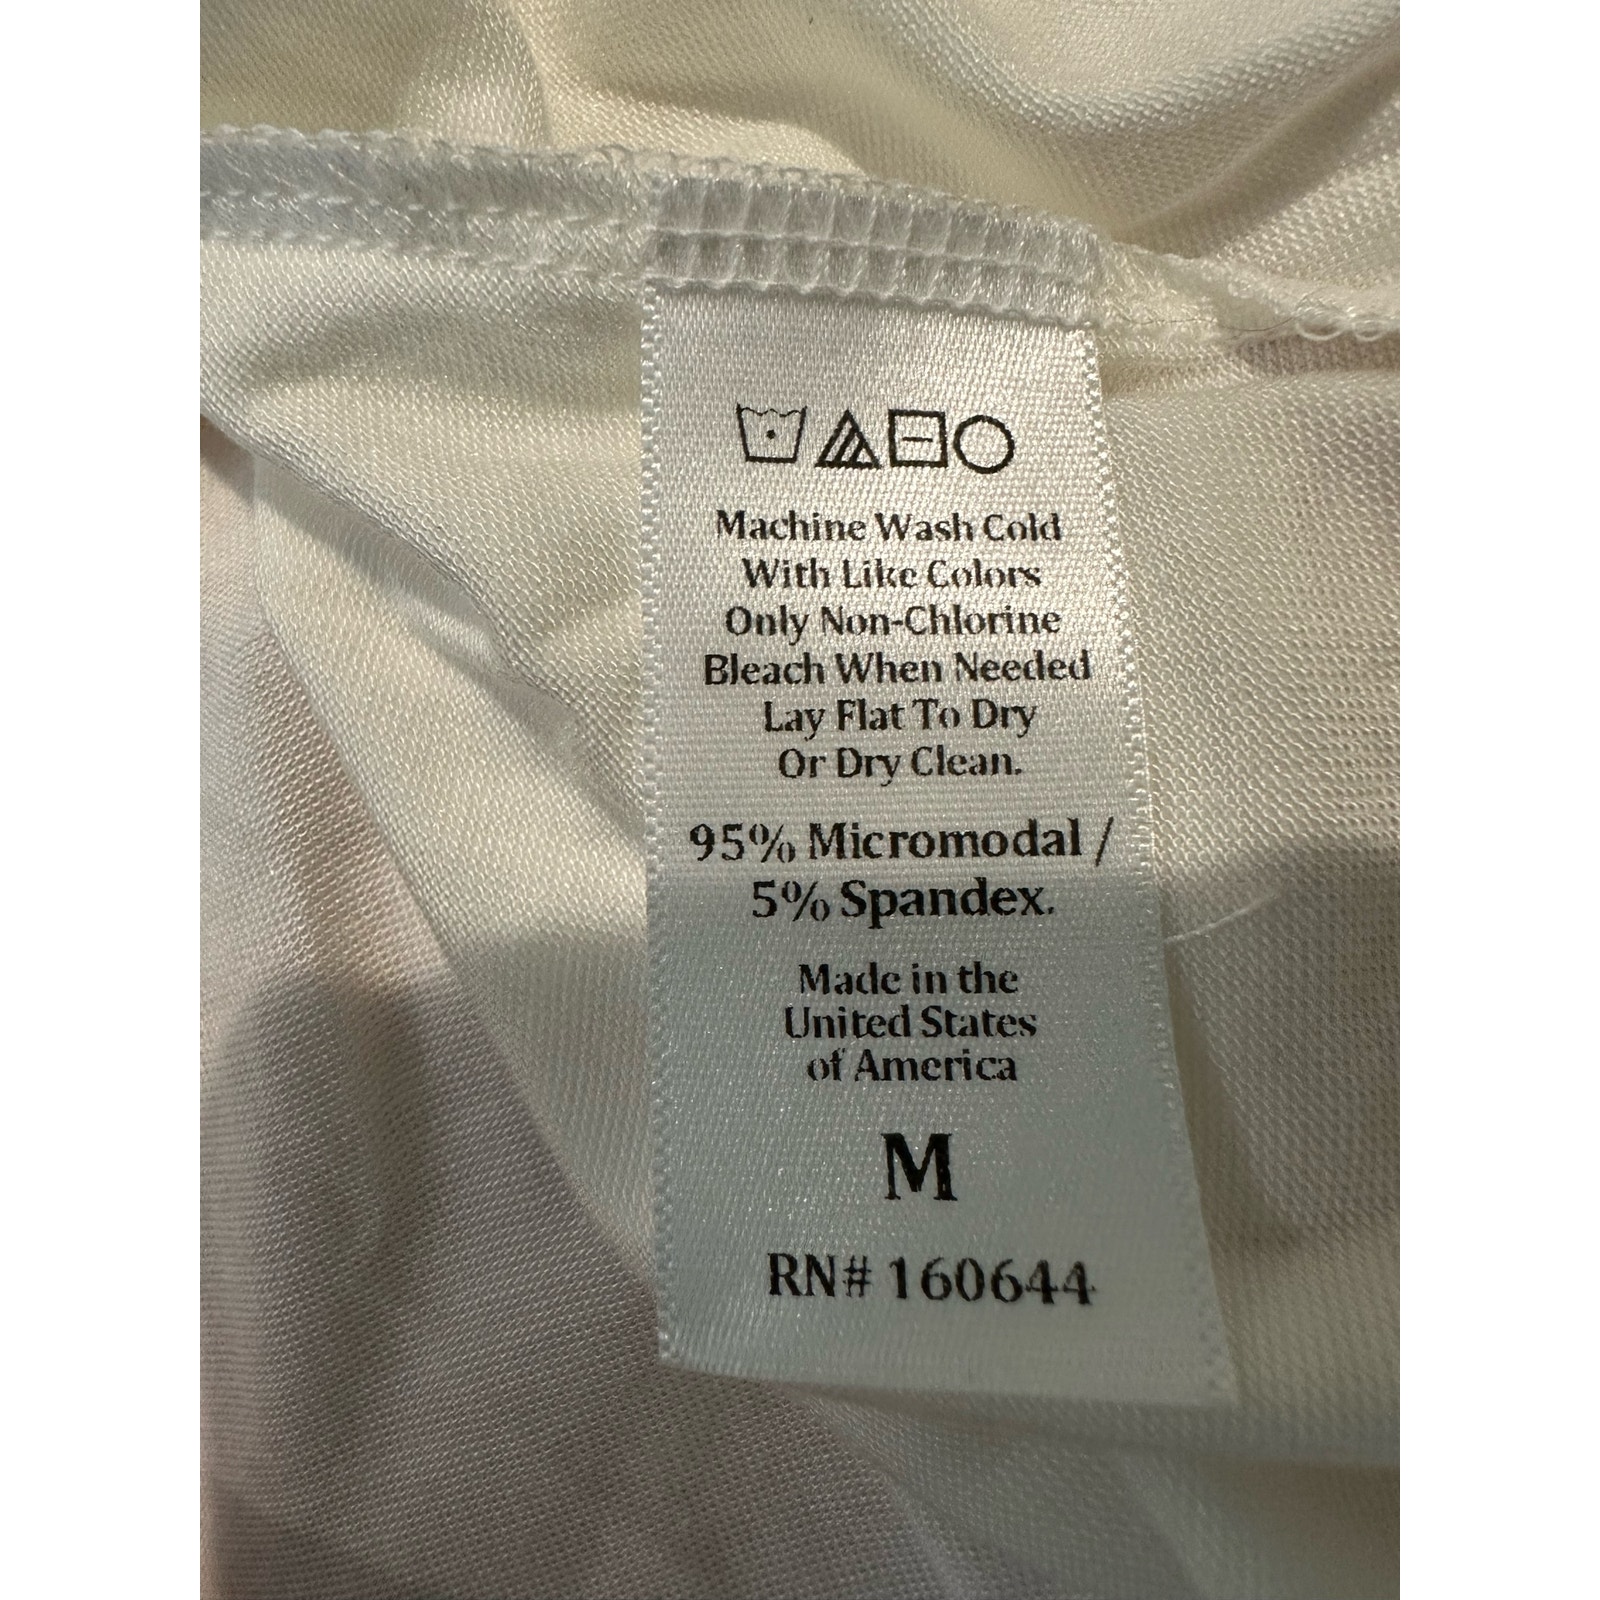 Machine Wash Cold
With Like Colors
Only Non-Chlorine
Bleach When Needed
Lay Flat To Dry
Or Dry Clean.
95% Micromodal /
5% Spandex.
Made in the
United States
of America
M
RN# 160644